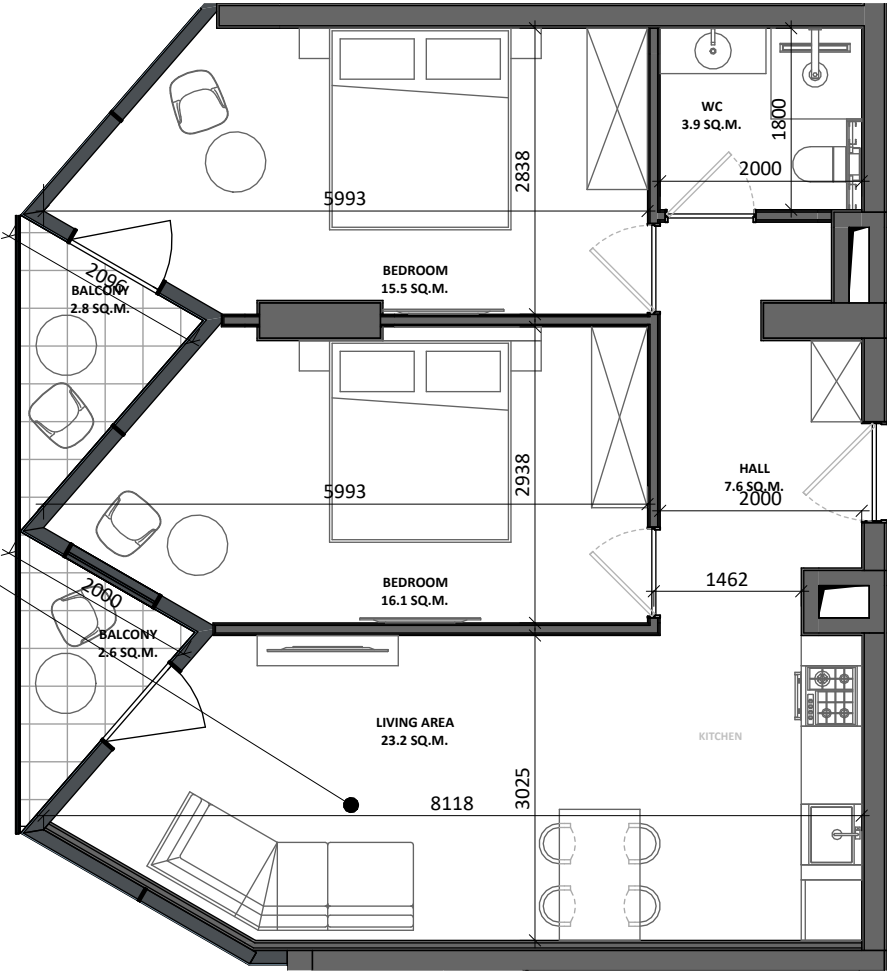 WC
3.9 SQ.M.
1800
2000
2838
5993
BEDROOM
15.5 SQ.M.
2096
BALCONY
2.8 SQ.M.
2938
5993
HALL
7.6 SQ.M.
2000
BEDROOM
16.1 SQ.M.
1462
2000
BALCONY
2.6 SQ.M.
LIVING AREA
23.2 SQ.M.
KITCHEN
3025
8118